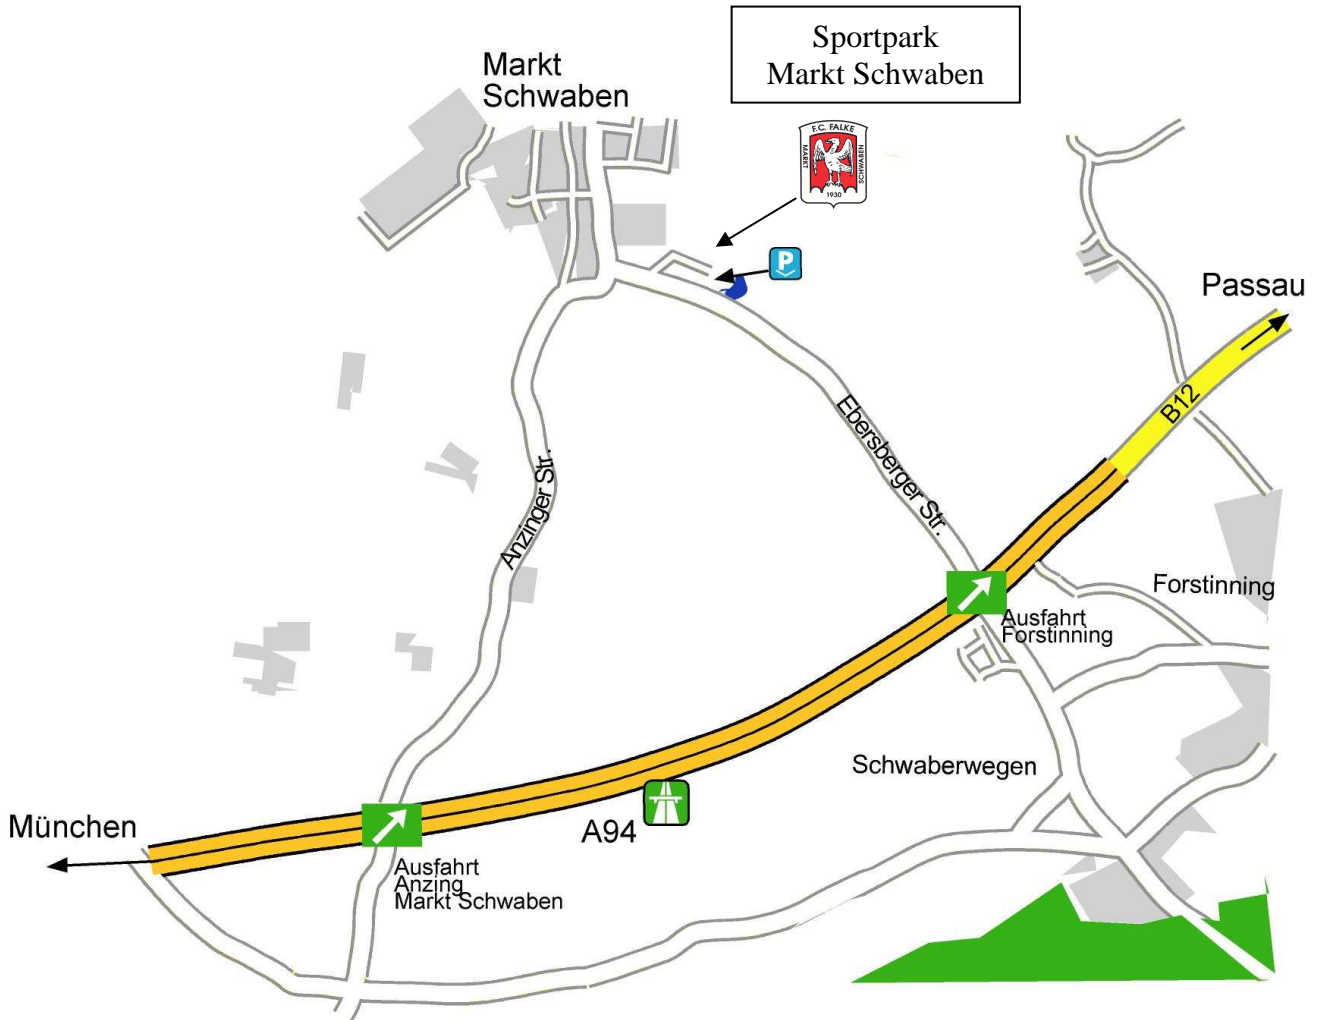 Sportpark
Markt Schwaben
Markt
Schwaben
F.C. FALKE
MARKT
SCHWABEN
1930
P
Passau
B12
Ebersberger Str.
Anzinger Str.
Forstinning
Ausfahrt
Forstinning
Schwaberwegen
A94
München
Ausfahrt
Anzing
Markt Schwaben